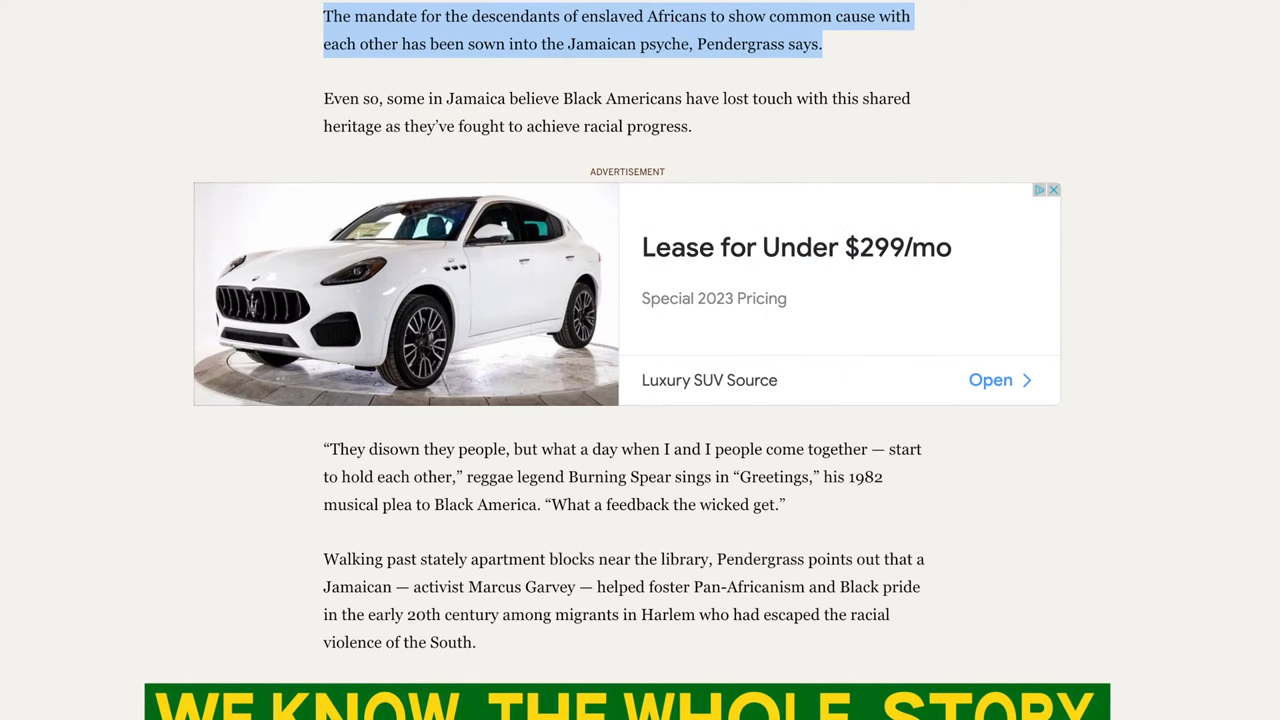 The mandate for the descendants of enslaved Africans to show common cause with
each other has been sown into the Jamaican psyche, Pendergrass says.
Even so, some in Jamaica believe Black Americans have lost touch with this shared
heritage as they’ve fought to achieve racial progress.
ADVERTISEMENT
Lease for Under $299/mo
Special 2023 Pricing
Luxury SUV Source
Open
“They disown they people, but what a day when I and I people come together — start
to hold each other,” reggae legend Burning Spear sings in “Greetings,” his 1982
musical plea to Black America. “What a feedback the wicked get.”
Walking past stately apartment blocks near the library, Pendergrass points out that a
Jamaican — activist Marcus Garvey — helped foster Pan-Africanism and Black pride
in the early 20th century among migrants in Harlem who had escaped the racial
violence of the South.
WE KNOW THE WHOLE STORY